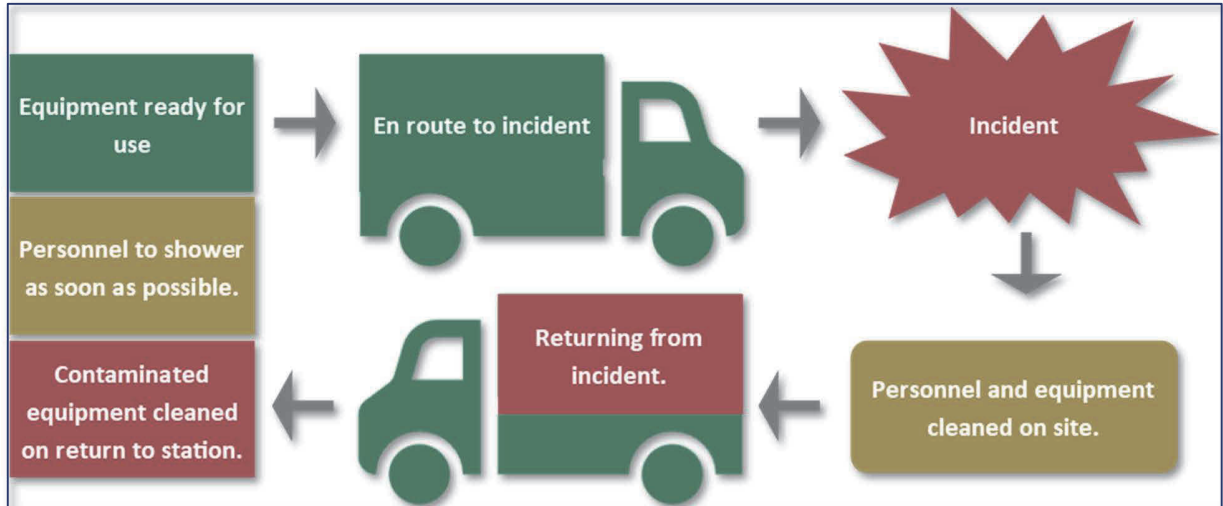 Equipment ready for
use
En route to incident
Incident
Personnel to shower
as soon as possible.
Returning from
incident.
Personnel and equipment
cleaned on site.
Contaminated
equipment cleaned
on return to station.